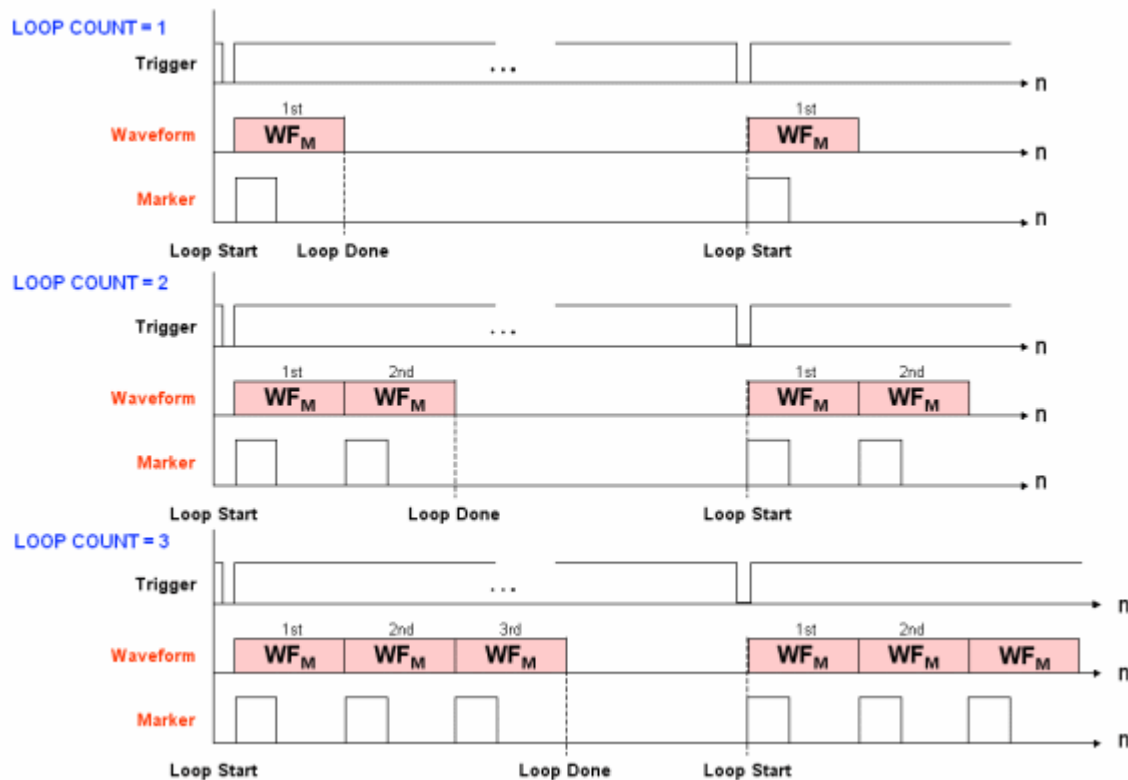 LOOP COUNT = 1
Trigger
...
n
1st
1st
Waveform
WFM
WFM
n
Marker
n
Loop Start
Loop Done
Loop Start
LOOP COUNT = 2
Trigger
...
n
1st
2nd
1st
2nd
Waveform
WFM
WFM
WFM
WFM
n
Marker
n
Loop Start
Loop Done
Loop Start
LOOP COUNT = 3
Trigger
...
n
1st
2nd
3rd
1st
2nd
Waveform
WFM
WFM
WFM
WFM
WFM
WFM
n
Marker
n
Loop Start
Loop Done
Loop Start